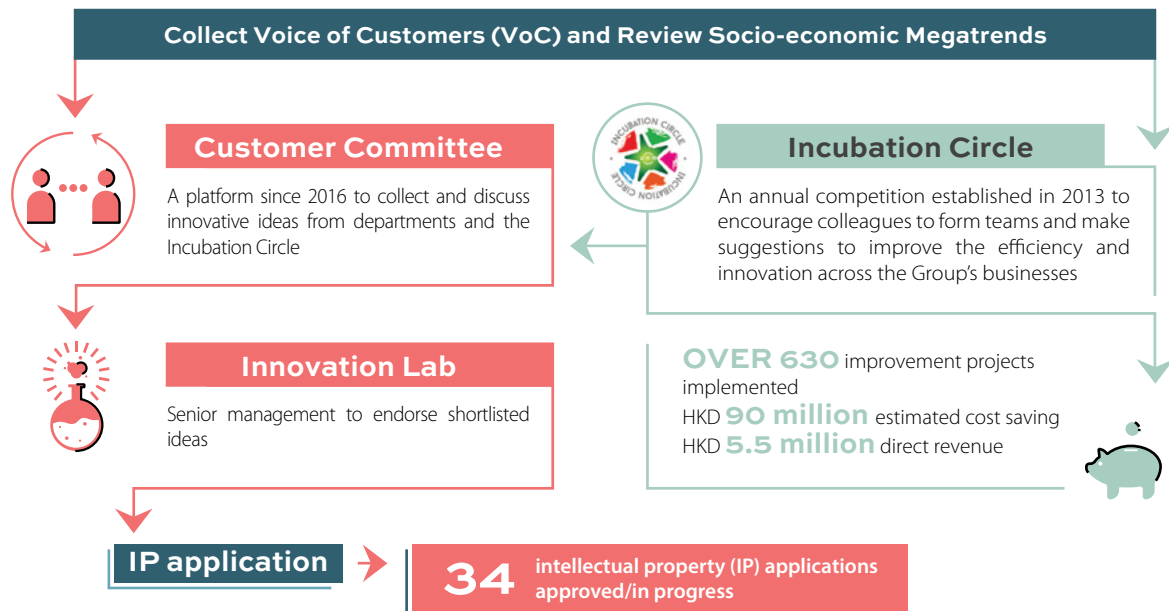 Collect Voice of Customers (VoC) and Review Socio-economic Megatrends
Customer Committee
A platform since 2016 to collect and discuss
innovative ideas from departments and the
Incubation Circle
INCUBATION CIRCLE
INCUBATION CIRCLE
Incubation Circle
An annual competition established in 2013 to
encourage colleagues to form teams and make
suggestions to improve the efficiency and
innovation across the Group's businesses
Innovation Lab
Senior management to endorse shortlisted
ideas
OVER 630 improvement projects
implemented
HKD 90 million estimated cost saving
HKD 5.5 million direct revenue
IP application
34 intellectual property (IP) applications
approved/in progress